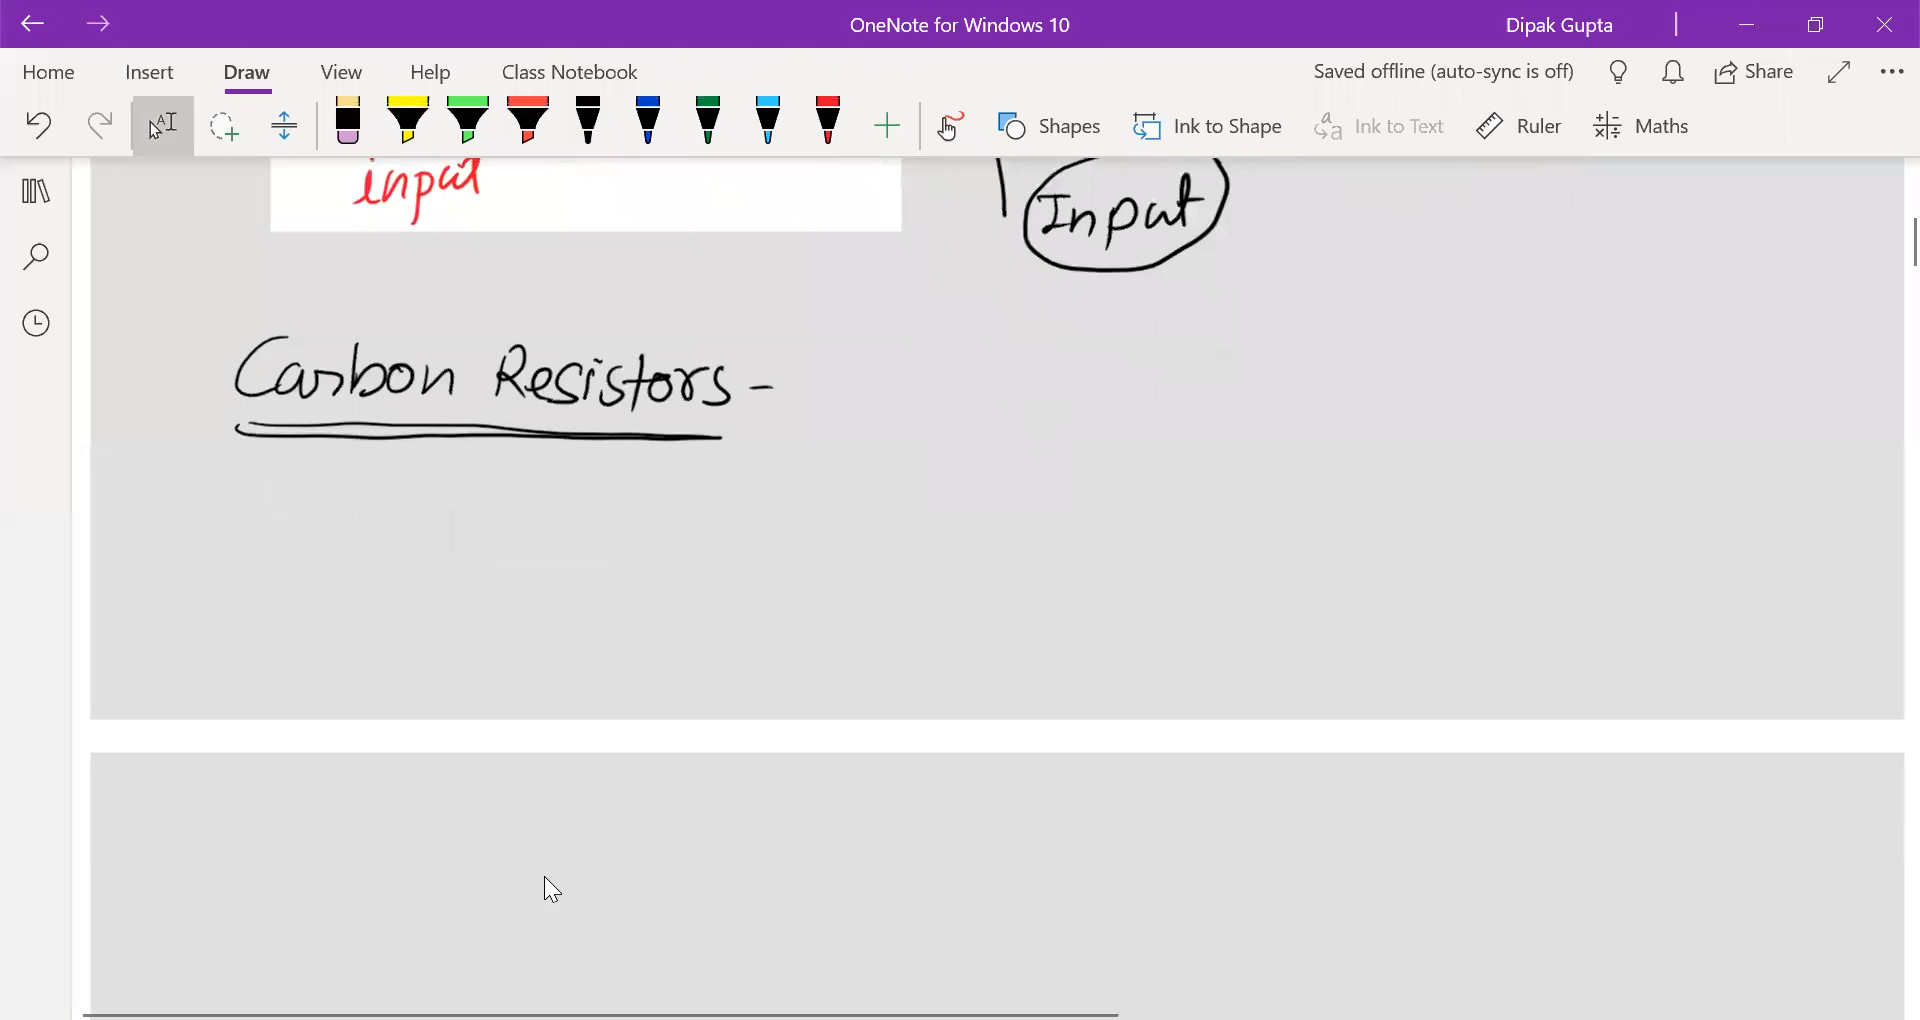 OneNote for Windows 10
Dipak Gupta
Home Insert Draw View Help Class Notebook
Saved offline (auto-sync is off) Share
Shapes Ink to Shape Ink to Text Ruler Maths
input
Input
Carbon Resistors -